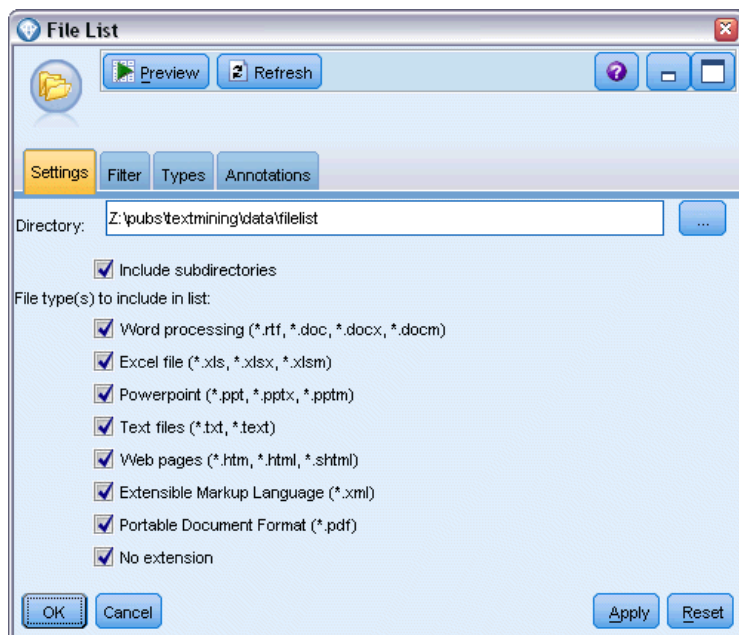 File List
Preview Refresh
Settings Filter Types Annotations
Directory: Z:\pubs\textmining\data\filelist ...
Include subdirectories
File type(s) to include in list:
Word processing (*.rtf, *.doc, *.docx, *.docm)
Excel file (*.xls, *.xlsx, *.xlsm)
Powerpoint (*.ppt, *.pptx, *.pptm)
Text files (*.txt, *.text)
Web pages (*.htm, *.html, *.shtml)
Extensible Markup Language (*.xml)
Portable Document Format (*.pdf)
No extension
OK Cancel Apply Reset